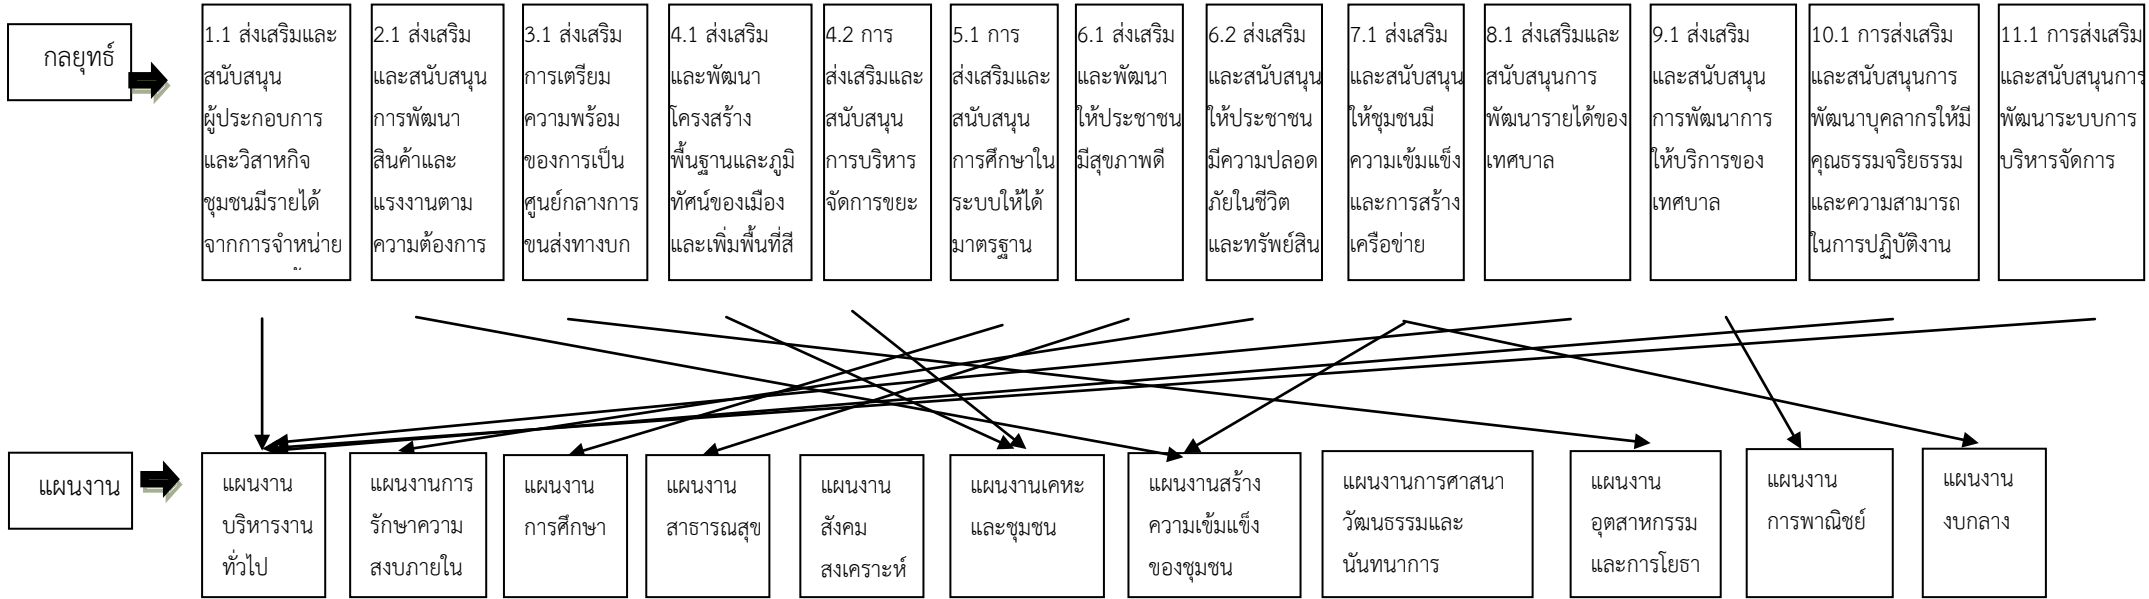 กลยุทธ์
1.1 ส่งเสริมและ
สนับสนุน
ผู้ประกอบการ
และวิสาหกิจ
ชุมชนมีรายได้
จากการจำหน่าย
2.1 ส่งเสริม
และสนับสนุน
การพัฒนา
สินค้าและ
แรงงานตาม
ความต้องการ
3.1 ส่งเสริม
การเตรียม
ความพร้อม
ของการเป็น
ศูนย์กลางการ
ขนส่งทางบก
4.1 ส่งเสริม
และพัฒนา
โครงสร้าง
พื้นฐานและภูมิ
ทัศน์ของเมือง
และเพิ่มพื้นที่สี
4.2 การ
ส่งเสริมและ
สนับสนุน
การบริหาร
จัดการขยะ
5.1 การ
ส่งเสริมและ
สนับสนุน
การศึกษาใน
ระบบให้ได้
มาตรฐาน
6.1 ส่งเสริม
และพัฒนา
ให้ประชาชน
มีสุขภาพดี
6.2 ส่งเสริม
และสนับสนุน
ให้ประชาชน
มีความปลอด
ภัยในชีวิต
และทรัพย์สิน
7.1 ส่งเสริม
และสนับสนุน
ให้ชุมชนมี
ความเข้มแข็ง
และการสร้าง
เครือข่าย
8.1 ส่งเสริมและ
สนับสนุนการ
พัฒนารายได้ของ
เทศบาล
9.1 ส่งเสริม
และสนับสนุน
การพัฒนาการ
ให้บริการของ
เทศบาล
10.1 การส่งเสริม
และสนับสนุนการ
พัฒนาบุคลากรให้มี
คุณธรรมจริยธรรม
และความสามารถ
ในการปฏิบัติงาน
11.1 การส่งเสริม
และสนับสนุนการ
พัฒนาระบบการ
บริหารจัดการ
แผนงาน
แผนงาน
บริหารงาน
ทั่วไป
แผนงานการ
รักษาความ
สงบภายใน
แผนงาน
การศึกษา
แผนงาน
สาธารณสุข
แผนงาน
สังคม
สงเคราะห์
แผนงานเคหะ
และชุมชน
แผนงานสร้าง
ความเข้มแข็ง
ของชุมชน
แผนงานการศาสนา
วัฒนธรรมและ
นันทนาการ
แผนงาน
อุตสาหกรรม
และการโยธา
แผนงาน
การพาณิชย์
แผนงาน
งบกลาง